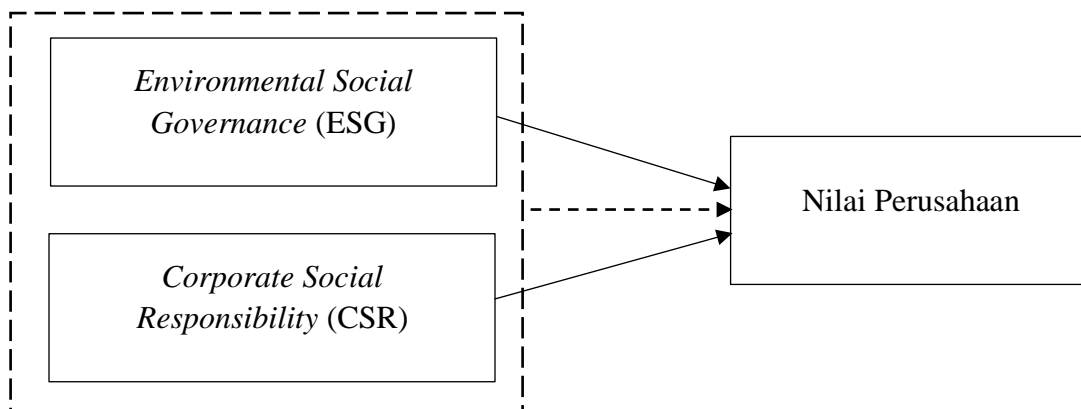 Environmental Social
Governance (ESG)
Nilai Perusahaan
Corporate Social
Responsibility (CSR)